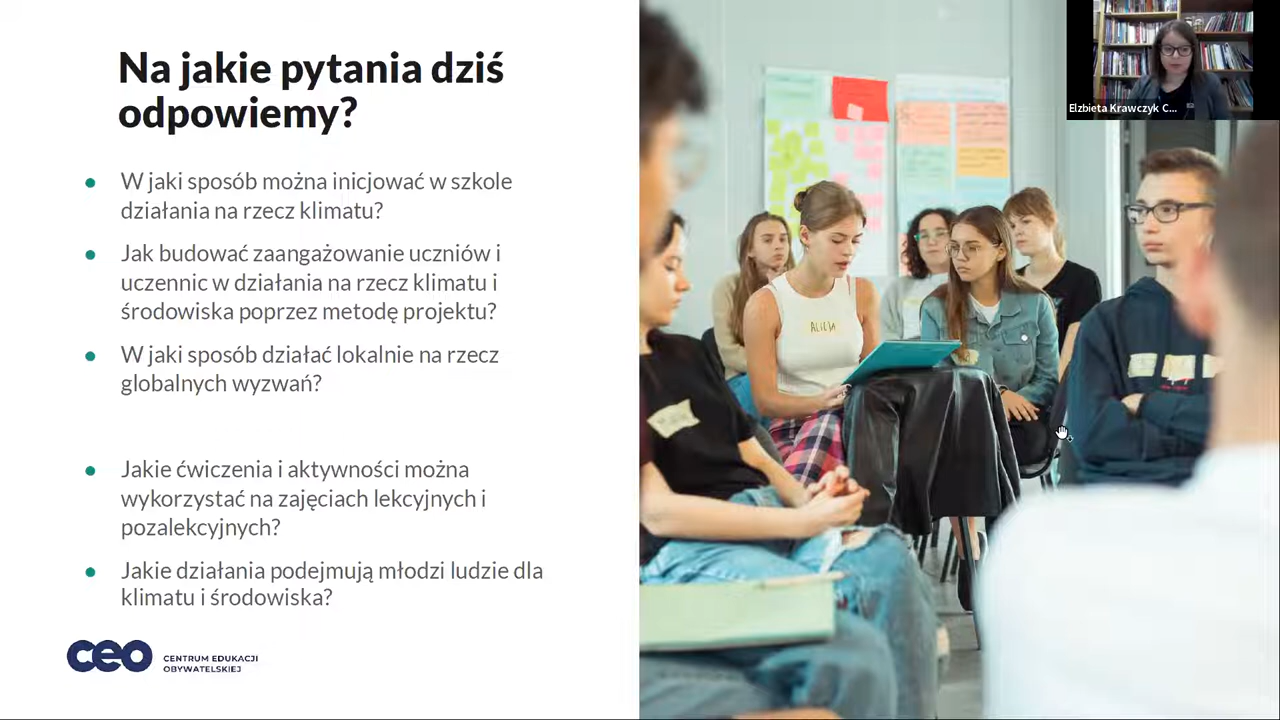 Na jakie pytania dziś
odpowiemy?
W jaki sposób można inicjować w szkole
działania na rzecz klimatu?
Jak budować zaangażowanie uczniów i
uczennic w działania na rzecz klimatu i
środowiska poprzez metodę projektu?
W jaki sposób działać lokalnie na rzecz
globalnych wyzwań?
Jakie ćwiczenia i aktywności można
wykorzystać na zajęciach lekcyjnych i
pozalekcyjnych?
Jakie działania podejmują młodzi ludzie dla
klimatu i środowiska?
ceo
CENTRUM EDUKACJI
OBYWATELSKIEJ
Elzbieta Krawczyk C...
ALICJA